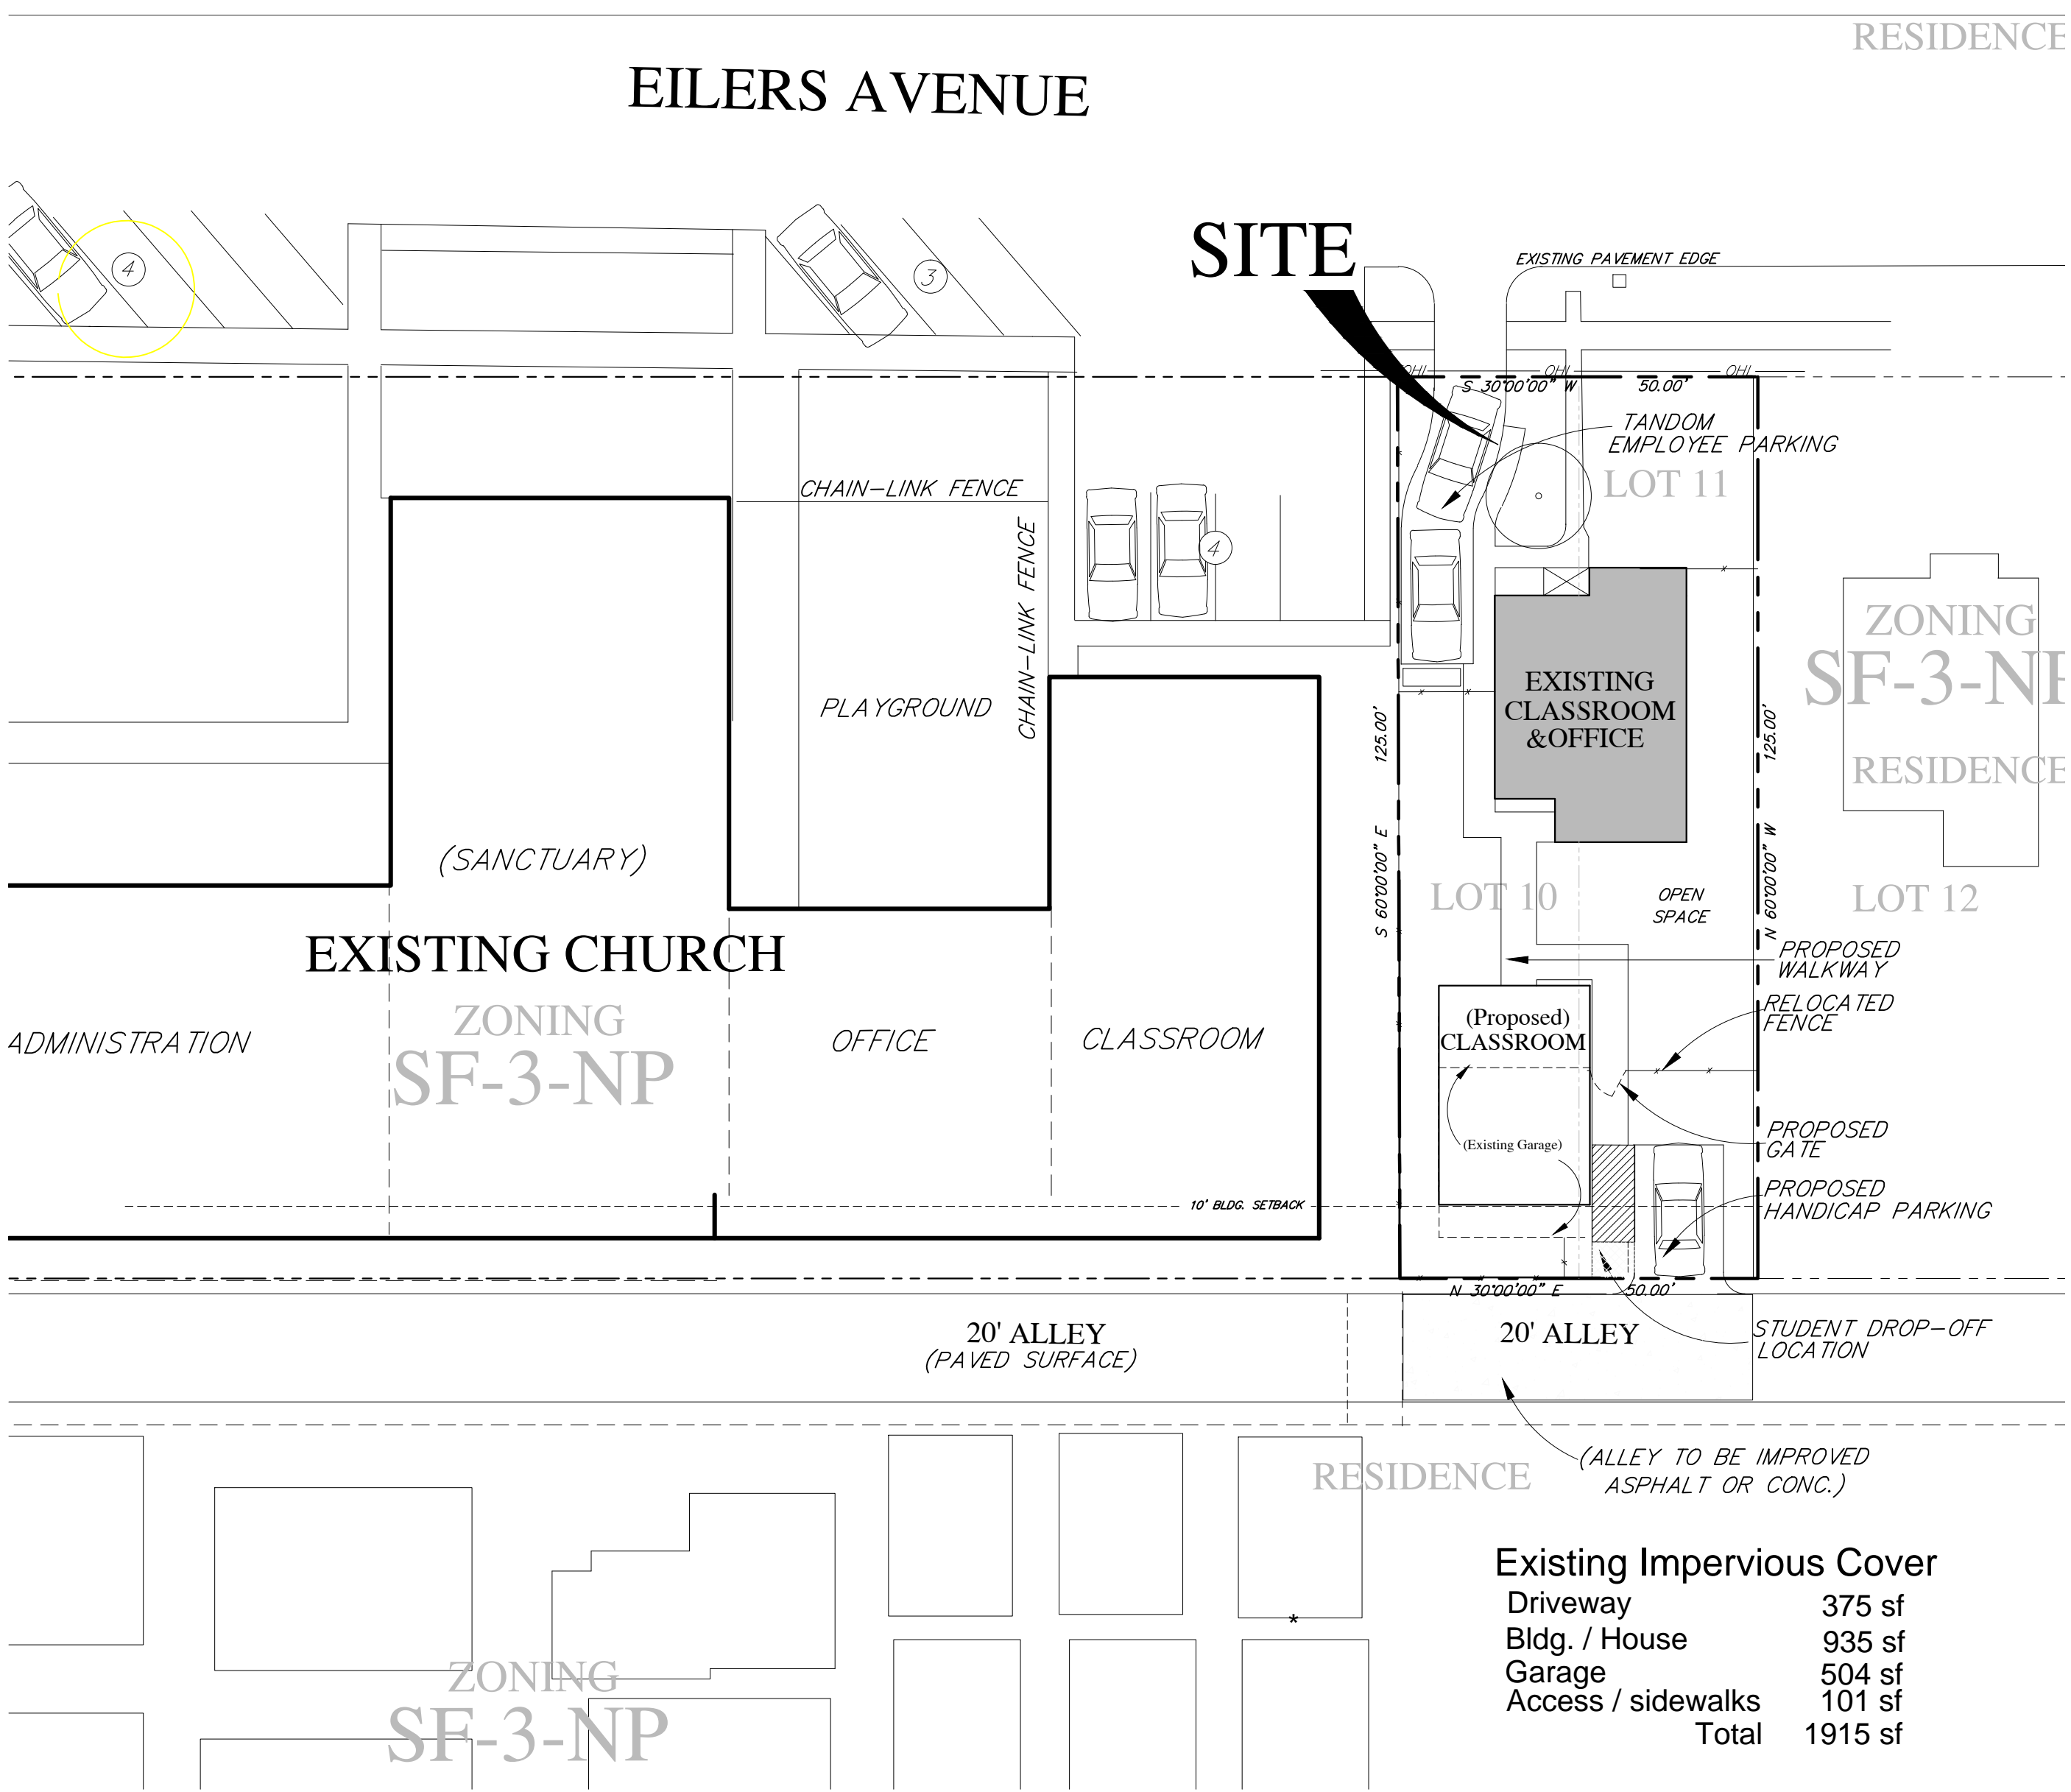 RESIDENCE
EILERS AVENUE
SITE
EXISTING PAVEMENT EDGE
4
3
OHL
OHL
OHL
S 30°00'00" W 50.00'
TANDOM
EMPLOYEE PARKING
LOT 11
CHAIN-LINK FENCE
CHAIN-LINK FENCE
4
PLAYGROUND
EXISTING
CLASSROOM
&OFFICE
ZONING
SF-3-NP
RESIDENCE
S 60°00'00" E 125.00'
N 60°00'00" W 125.00'
(SANCTUARY)
LOT 10
OPEN
SPACE
LOT 12
EXISTING CHURCH
PROPOSED
WALKWAY
ZONING
SF-3-NP
ADMINISTRATION
OFFICE
CLASSROOM
(Proposed)
CLASSROOM
RELOCATED
FENCE
(Existing Garage)
PROPOSED
GATE
10' BLDG. SETBACK
PROPOSED
HANDICAP PARKING
N 30°00'00" E 50.00'
20' ALLEY
(PAVED SURFACE)
20' ALLEY
STUDENT DROP-OFF
LOCATION
(ALLEY TO BE IMPROVED
ASPHALT OR CONC.)
RESIDENCE
*
ZONING
SF-3-NP
Existing Impervious Cover
Driveway 375 sf
Bldg. / House 935 sf
Garage 504 sf
Access / sidewalks 101 sf
Total 1915 sf